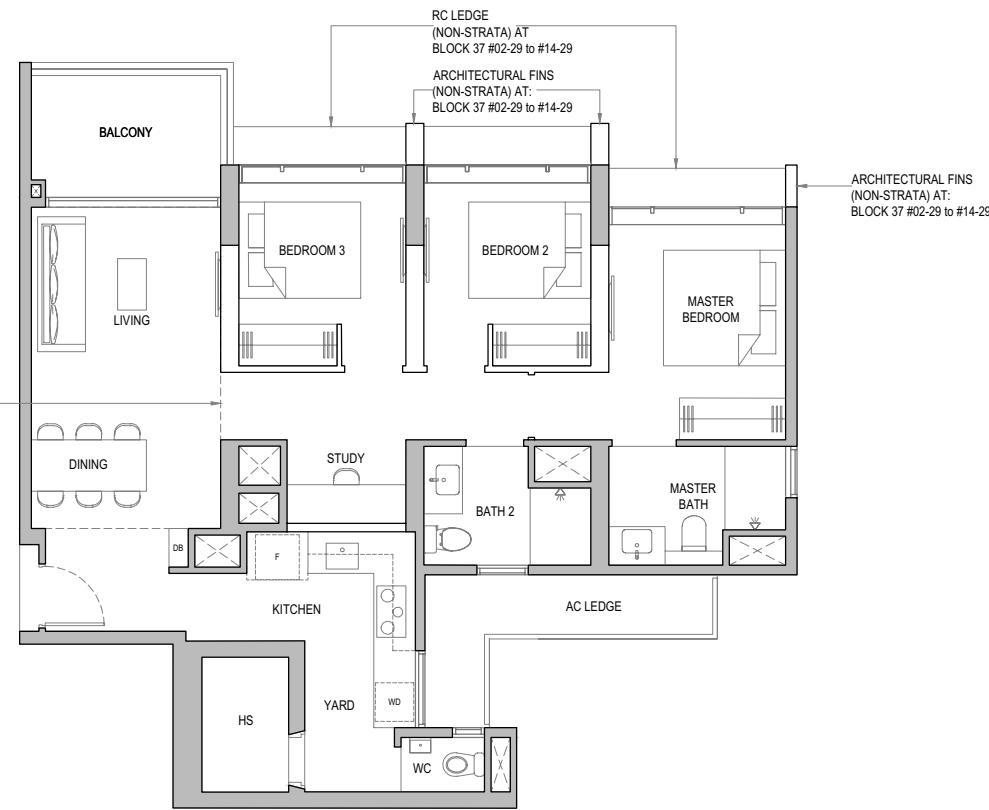 RC LEDGE
(NON-STRATA) AT
BLOCK 37 #02-29 to #14-29
ARCHITECTURAL FINS
(NON-STRATA) AT:
BLOCK 37 #02-29 to #14-29
BALCONY
ARCHITECTURAL FINS
(NON-STRATA) AT:
BLOCK 37 #02-29 to #14-29
BEDROOM 3
BEDROOM 2
LIVING
MASTER
BEDROOM
DINING
STUDY
BATH 2
MASTER
BATH
DB
F
KITCHEN
AC LEDGE
HS
YARD
WD
WC